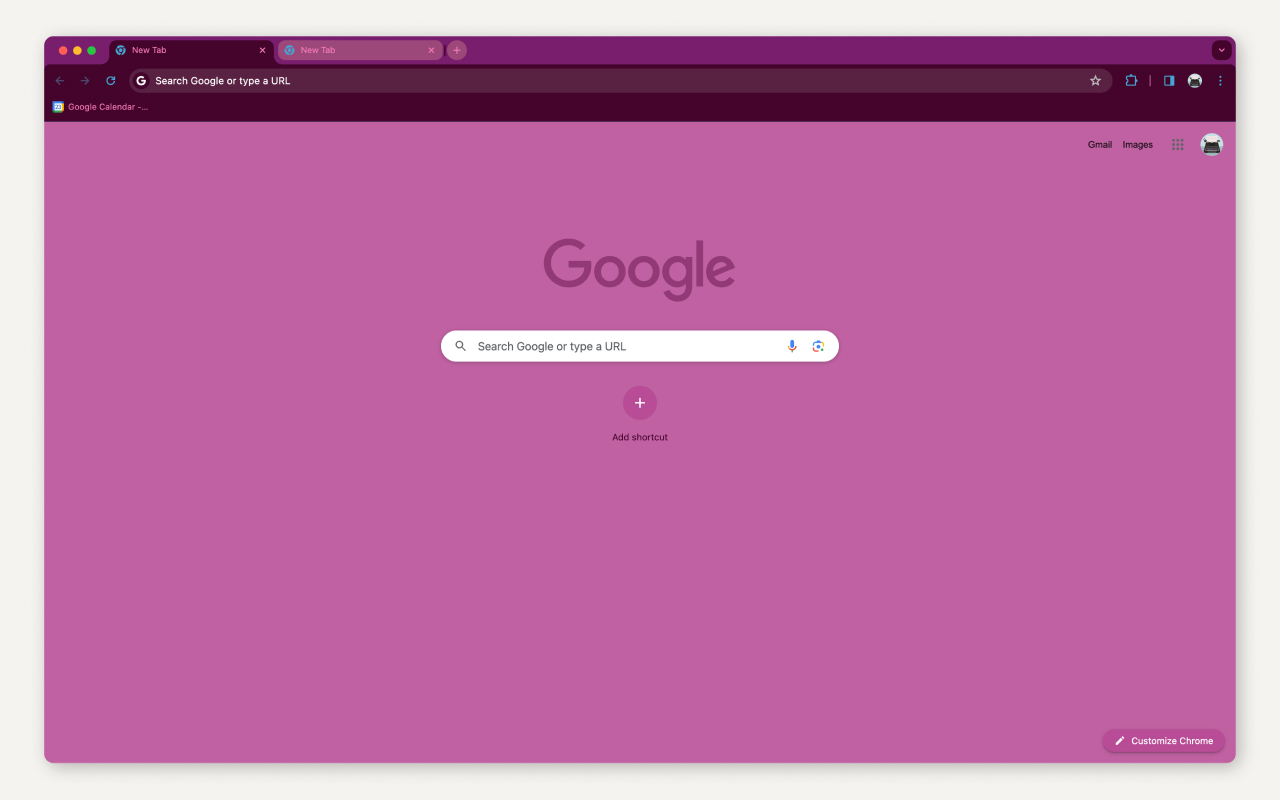 New Tab
New Tab
Search Google or type a URL
Google Calendar -...
Gmail Images
Google
Search Google or type a URL
Add shortcut
Customize Chrome